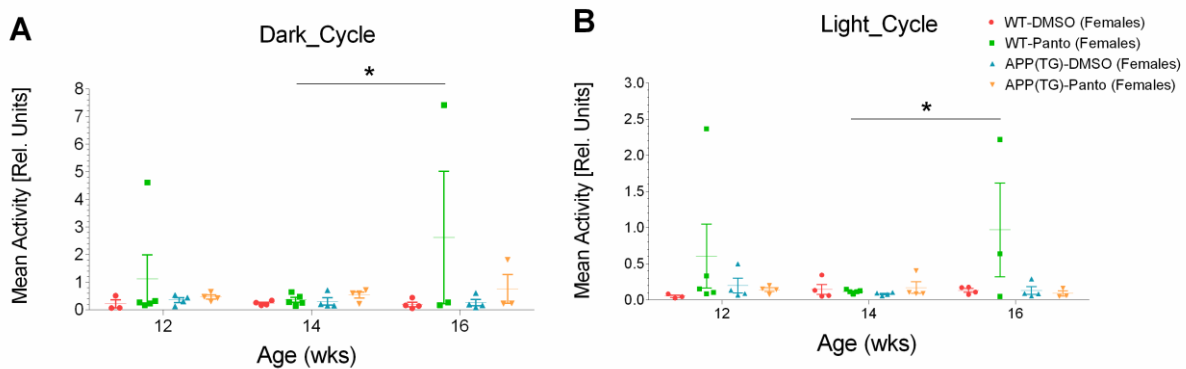 A
Dark_Cycle
*
Mean Activity [Rel. Units]
8
7
6
5
4
3
2
1
0
12
14
16
Age (wks)
B
Light_Cycle
WT-DMSO (Females)
WT-Panto (Females)
APP(TG)-DMSO (Females)
APP(TG)-Panto (Females)
*
Mean Activity [Rel. Units]
3.0
2.5
2.0
1.5
1.0
0.5
0.0
12
14
16
Age (wks)